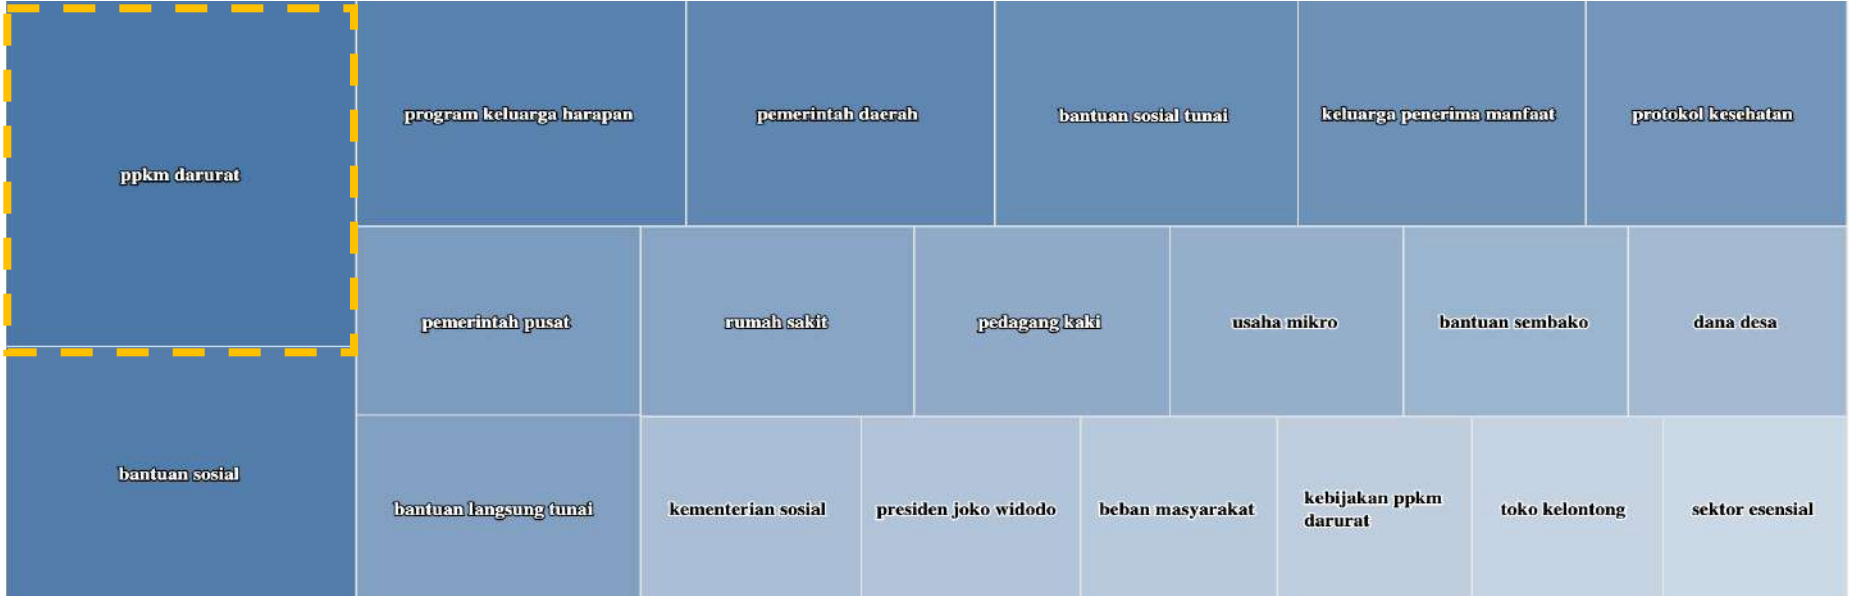 ppkm darurat
bantuan sosial
program keluarga harapan
pemerintah daerah
bantuan sosial tunai
keluarga penerima manfaat
protokol kesehatan
pemerintah pusat
rumah sakit
pedagang kaki
usaha mikro
bantuan sembako
dana desa
bantuan langsung tunai
kementerian sosial
presiden joko widodo
beban masyarakat
kebijakan ppkm
darurat
toko kelontong
sektor esensial